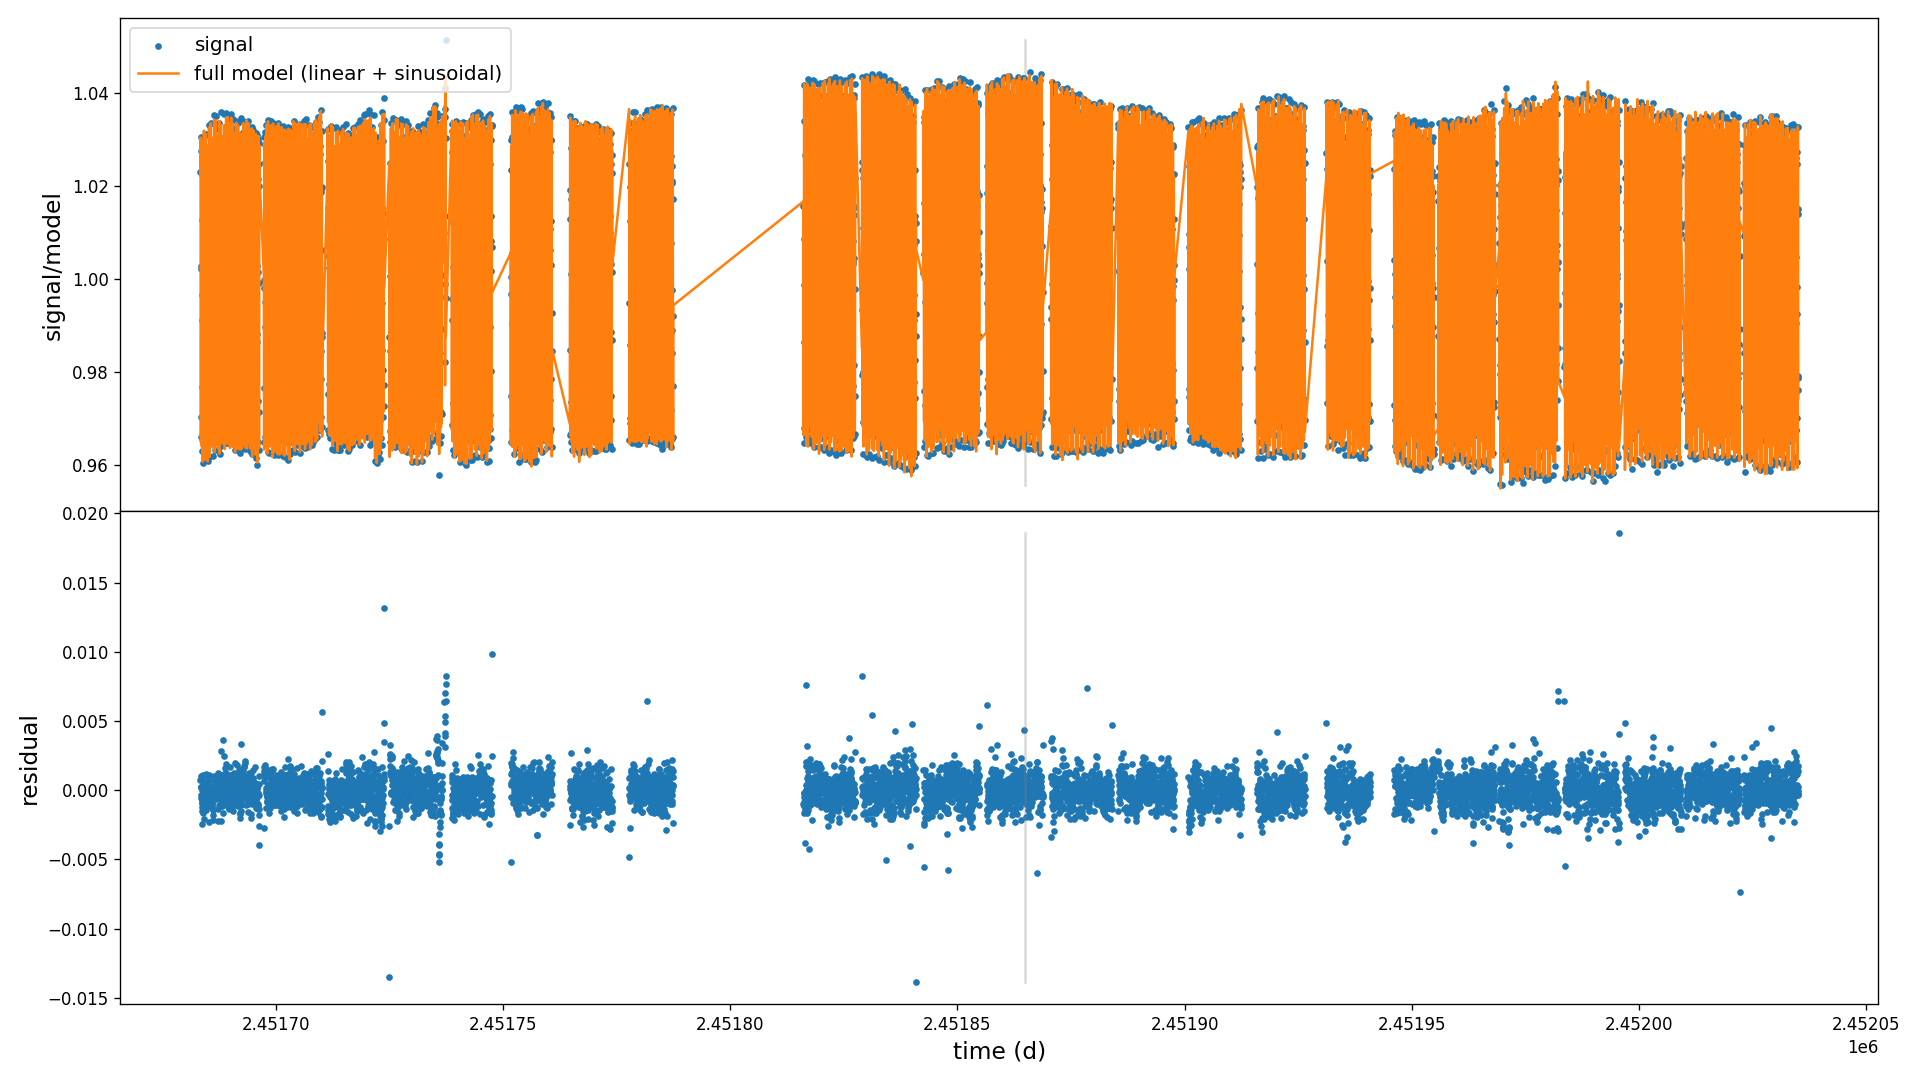 signal
full model (linear + sinusoidal)
1.04
1.02
1.00
0.98
0.96
signal/model
0.020
0.015
0.010
0.005
0.000
−0.005
−0.010
−0.015
residual
2.45170 2.45175 2.45180 2.45185 2.45190 2.45195 2.45200 2.45205
1e6
time (d)